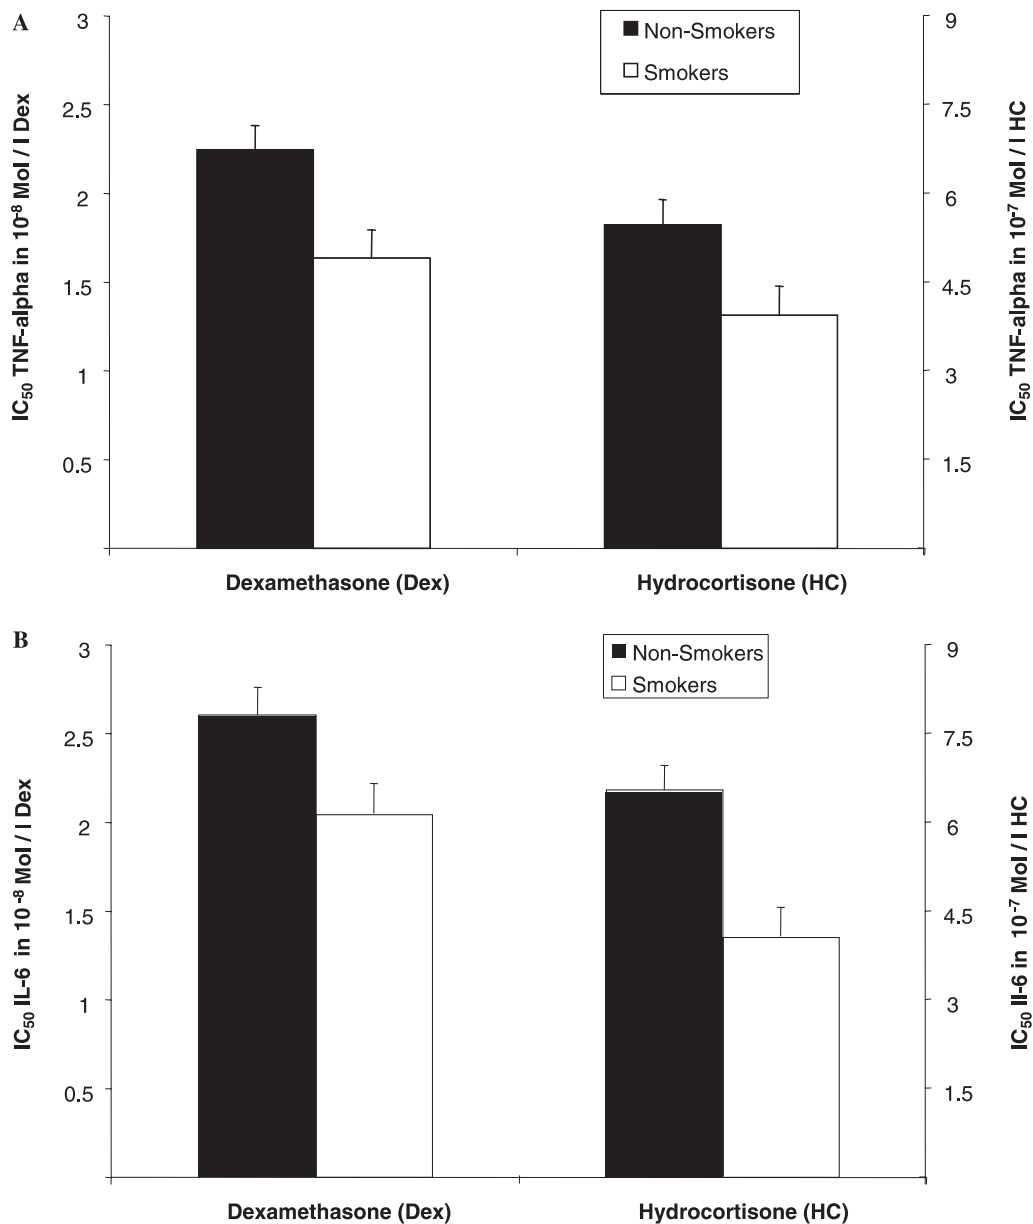 A
3
2.5
2
1.5
1
0.5
IC50 TNF-alpha in 10-8 Mol / l Dex
Non-Smokers
Smokers
9
7.5
6
4.5
3
1.5
IC50 TNF-alpha in 10-7 Mol / l HC
Dexamethasone (Dex)
Hydrocortisone (HC)
B
3
2.5
2
1.5
1
0.5
IC50 IL-6 in 10-8 Mol / l Dex
Non-Smokers
Smokers
9
7.5
6
4.5
3
1.5
IC50 Il-6 in 10-7 Mol / l HC
Dexamethasone (Dex)
Hydrocortisone (HC)